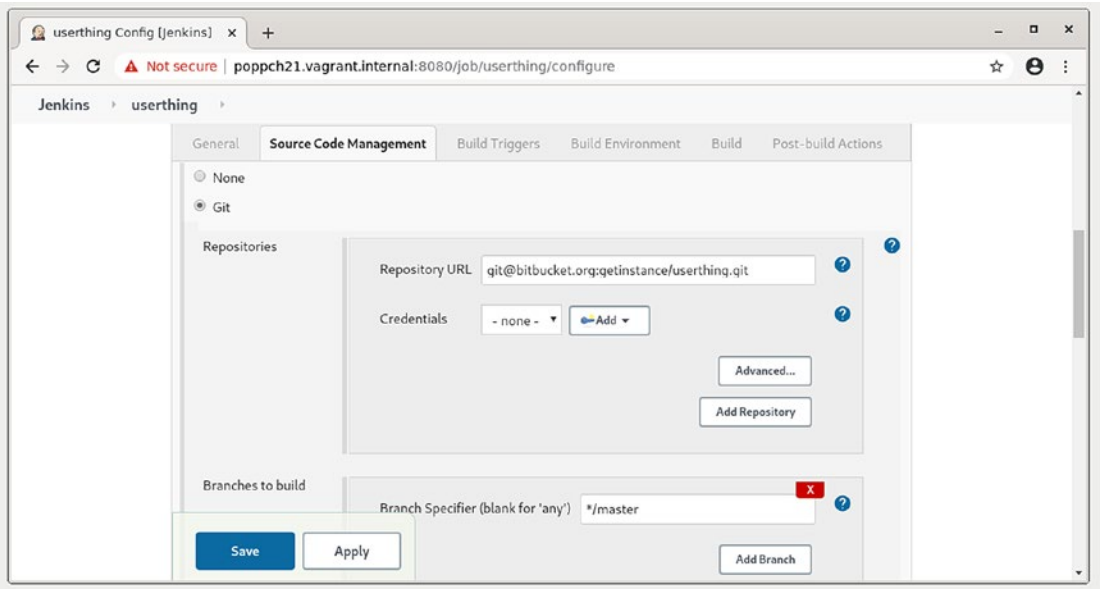 userthing Config [Jenkins] x +
Not secure | poppch21.vagrant.internal:8080/job/userthing/configure
Jenkins userthing
General Source Code Management Build Triggers Build Environment Build Post-build Actions
None
Git
Repositories
Repository URL git@bitbucket.org:getinstance/userthing.git
Credentials - none - Add
Advanced...
Add Repository
Branches to build
X
Branch Specifier (blank for 'any') */master
Save Apply Add Branch